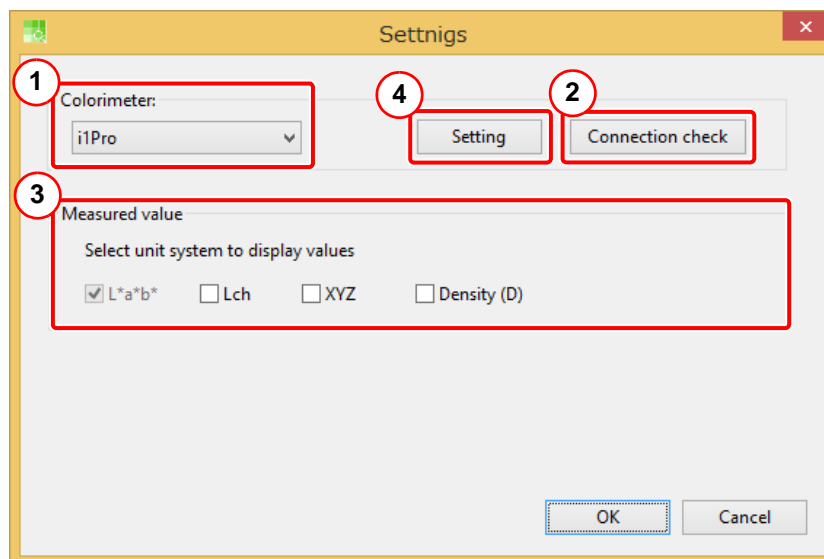 Settnigs
1
Colorimeter:
i1Pro
4
Setting
2
Connection check
3
Measured value
Select unit system to display values
L*a*b* Lch XYZ Density (D)
OK Cancel